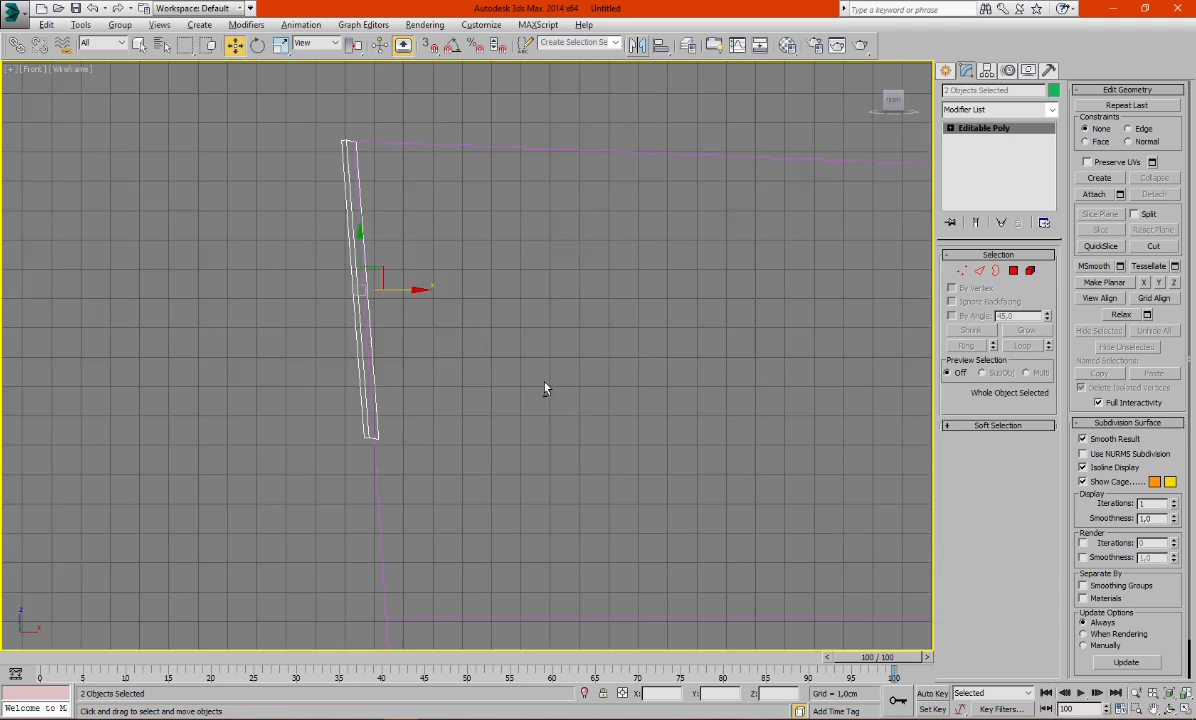 Workspace: Default
Autodesk 3ds Max 2014 x64    Untitled
Type a keyword or phrase
Edit
Tools
Group
Views
Create
Modifiers
Animation
Graph Editors
Rendering
Customize
MAXScript
Help
All
View
Create Selection Se
[+] [Front] [Wireframe]
FRONT
2 Objects Selected
Modifier List
Editable Poly
Selection
By Vertex
Ignore Backfacing
By Angle: 45,0
Shrink
Grow
Ring
Loop
Preview Selection
Off
SubObj
Multi
Whole Object Selected
Soft Selection
Edit Geometry
Repeat Last
Constraints
None
Edge
Face
Normal
Preserve UVs
Create
Collapse
Attach
Detach
Slice Plane
Split
Slice
Reset Plane
QuickSlice
Cut
MSmooth
Tessellate
Make Planar
X
Y
Z
View Align
Grid Align
Relax
Hide Selected
Unhide All
Hide Unselected
Named Selections:
Copy
Paste
Delete Isolated Vertices
Full Interactivity
Subdivision Surface
Smooth Result
Use NURMS Subdivision
Isoline Display
Show Cage......
Display
Iterations: 1
Smoothness: 1,0
Render
Iterations: 0
Smoothness: 1,0
Separate By
Smoothing Groups
Materials
Update Options
Always
When Rendering
Manually
Update
x
z
x
100 / 100
0 5 10 15 20 25 30 35 40 45 50 55 60 65 70 75 80 85 90 95 100
2 Objects Selected
X:
Y:
Z:
Grid = 1,0cm
Auto Key
Selected
Welcome to M
Click and drag to select and move objects
Add Time Tag
Set Key
Key Filters...
100